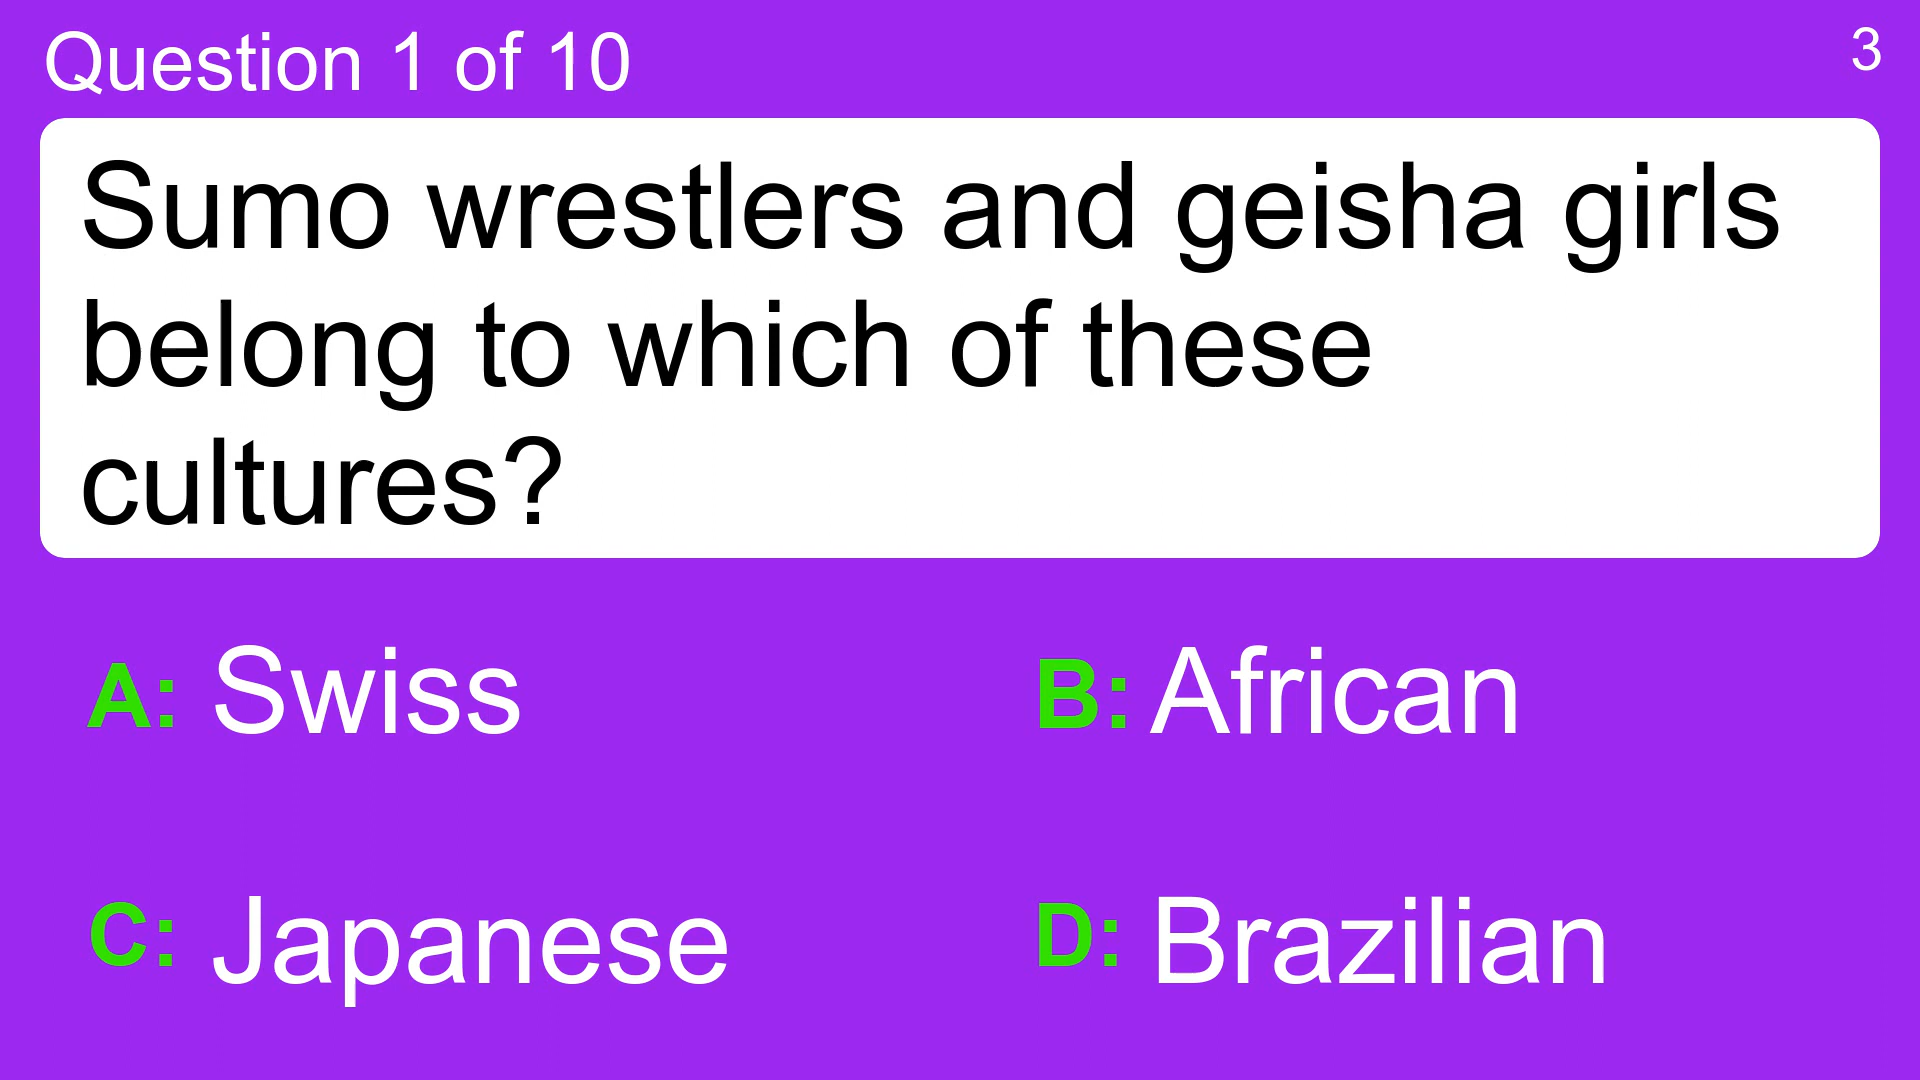 Question 1 of 10
3
Sumo wrestlers and geisha girls
belong to which of these
cultures?
A: Swiss
B: African
C: Japanese
D: Brazilian